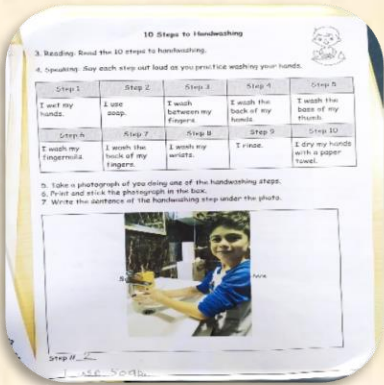 10 Steps to Handwashing
3. Reading. Read the 10 steps to handwashing.
4. Speaking. Say each step out loud as you practice washing your hands.
Step 1 Step 2 Step 3 Step 4 Step 5
I wet my hands.
I use soap.
I wash between my fingers.
I wash the back of my hands.
I wash the base of my thumb.
Step 6 Step 7 Step 8 Step 9 Step 10
I wash my fingernails.
I wash the back of my fingers.
I wash my wrists.
I rinse.
I dry my hands with a paper towel.
5. Take a photograph of you doing one of the handwashing steps.
6. Print and stick the photograph in the box.
7. Write the sentence of the handwashing step under the photo.
here
Step # 2
I use Soap.